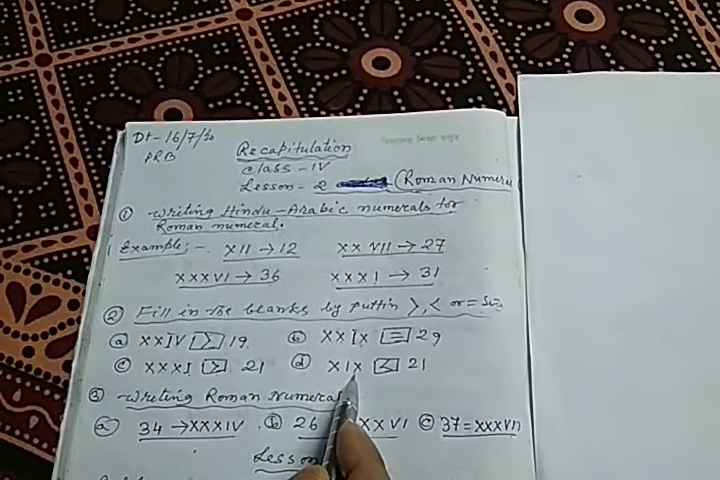 Dt-16/7/20
PRB
Recapitulation
Class-IV
Lesson-2 (Roman Numera
① Writing Hindu-Arabic numerals for
Roman numeral.
Example:- XII → 12 XXVII → 27
XXXVI → 36 XXXI → 31
② Fill in the blanks by puttin >, < or =
ⓐ XXIV [>] 19 ⓑ XXIX [=] 29
ⓒ XXXI [>] 21 ⓓ XIX [<] 21
③ Writing Roman Numeral
ⓐ 34 → XXXIV ⓑ 26 XXVI ⓒ 37 = XXXVII
Lesson